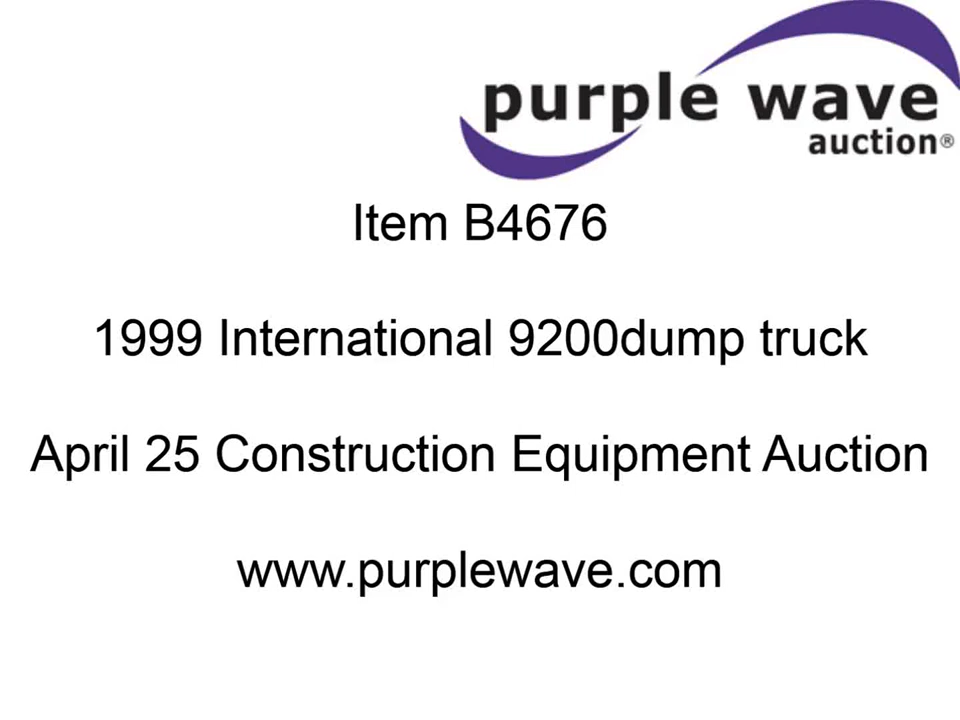 purple wave
auction®
Item B4676
1999 International 9200dump truck
April 25 Construction Equipment Auction
www.purplewave.com